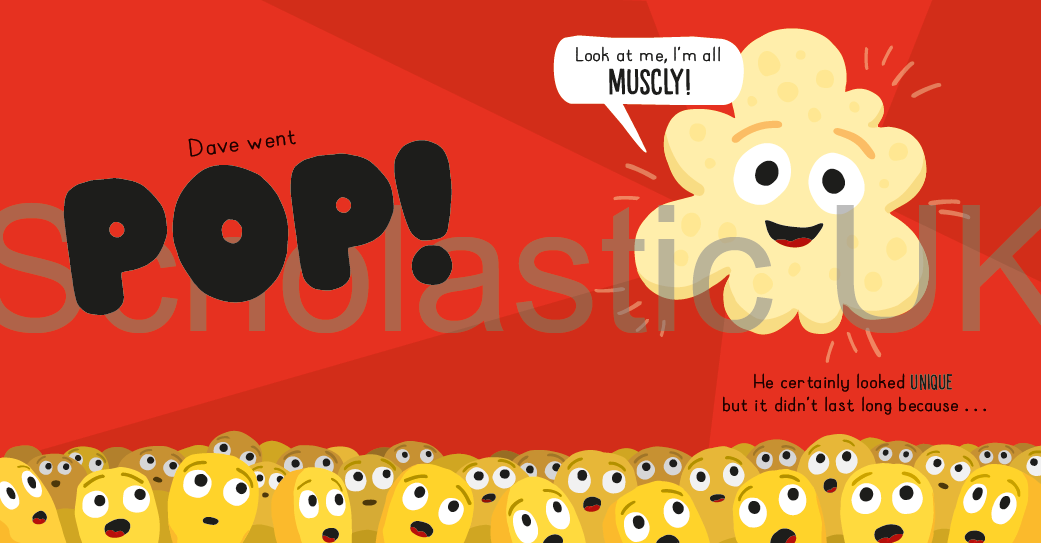 Dave went
POP!
Look at me, I'm all
MUSCLY!
He certainly looked UNIQUE
but it didn't last long because . . .
Scholastic UK